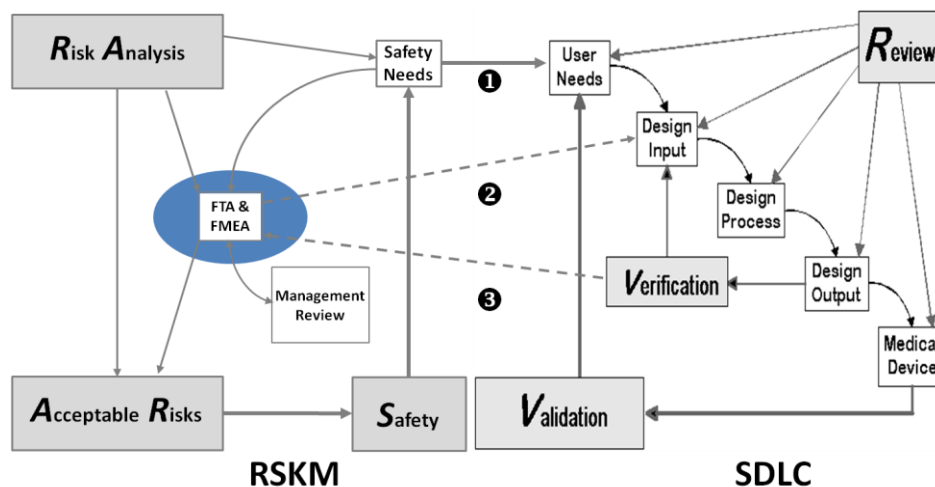 Risk Analysis
Safety
Needs
❶
User
Needs
Review
Design
Input
❷
FTA &
FMEA
Design
Process
Management
Review
❸
Verification
Design
Output
Medical
Device
Acceptable Risks
Safety
Validation
RSKM
SDLC